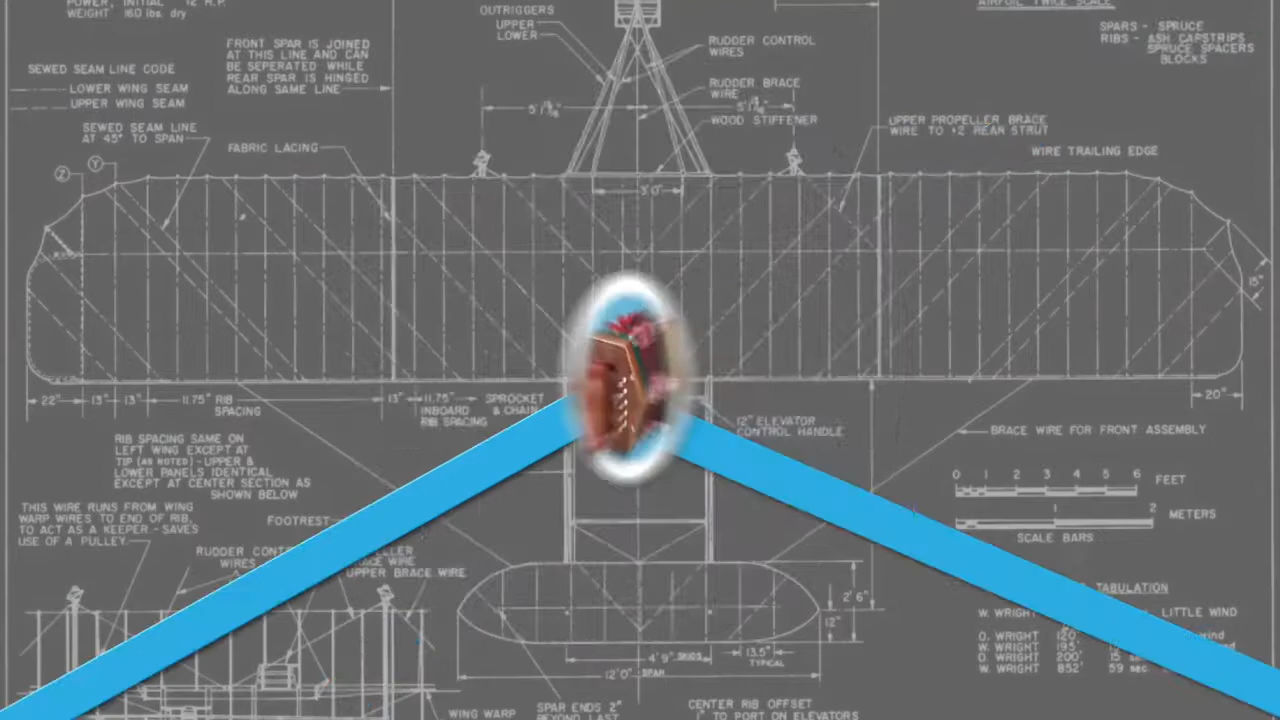 POWER, INITIAL 12 H.P.
WEIGHT 160 lbs. dry
OUTRIGGERS
UPPER
LOWER
RUDDER CONTROL
WIRES
RUDDER BRACE
WIRE
WOOD STIFFENER
AIRFOIL TWICE SCALE
SPARS - SPRUCE
RIBS - ASH CAPSTRIPS
SPRUCE SPACERS
BLOCKS
FRONT SPAR IS JOINED
AT THIS LINE AND CAN
BE SEPERATED WHILE
REAR SPAR IS HINGED
ALONG SAME LINE
SEWED SEAM LINE CODE
LOWER WING SEAM
UPPER WING SEAM
SEWED SEAM LINE
AT 45° TO SPAN
FABRIC LACING
UPPER PROPELLER BRACE
WIRE TO #2 REAR STRUT
WIRE TRAILING EDGE
Z
Y
3'0"
15"
22"
13"
13"
11.75" RIB
SPACING
13"
11.75"
INBOARD
RIB SPACING
SPROCKET
& CHAIN
12" ELEVATOR
CONTROL HANDLE
20"
BRACE WIRE FOR FRONT ASSEMBLY
RIB SPACING SAME ON
LEFT WING EXCEPT AT
TIP (AS NOTED) - UPPER &
LOWER PANELS IDENTICAL
EXCEPT AT CENTER SECTION AS
SHOWN BELOW
0 1 2 3 4 5 6
FEET
1 2
METERS
SCALE BARS
THIS WIRE RUNS FROM WING
WARP WIRES TO END OF RIB,
TO ACT AS A KEEPER - SAVES
USE OF A PULLEY.
FOOTREST
RUDDER
WIRES
WIRE
UPPER BRACE WIRE
2' 6"
12"
4' 9" SKIDS
13.5"
TYPICAL
12'0" SPAN
TABULATION
W. WRIGHT LITTLE WIND
O. WRIGHT 120'
W. WRIGHT 195'
O. WRIGHT 200' 15
W. WRIGHT 852' 59 sec.
WING WARP
SPAR ENDS 2"
BEYOND LAST
CENTER RIB OFFSET
1" TO PORT ON ELEVATORS